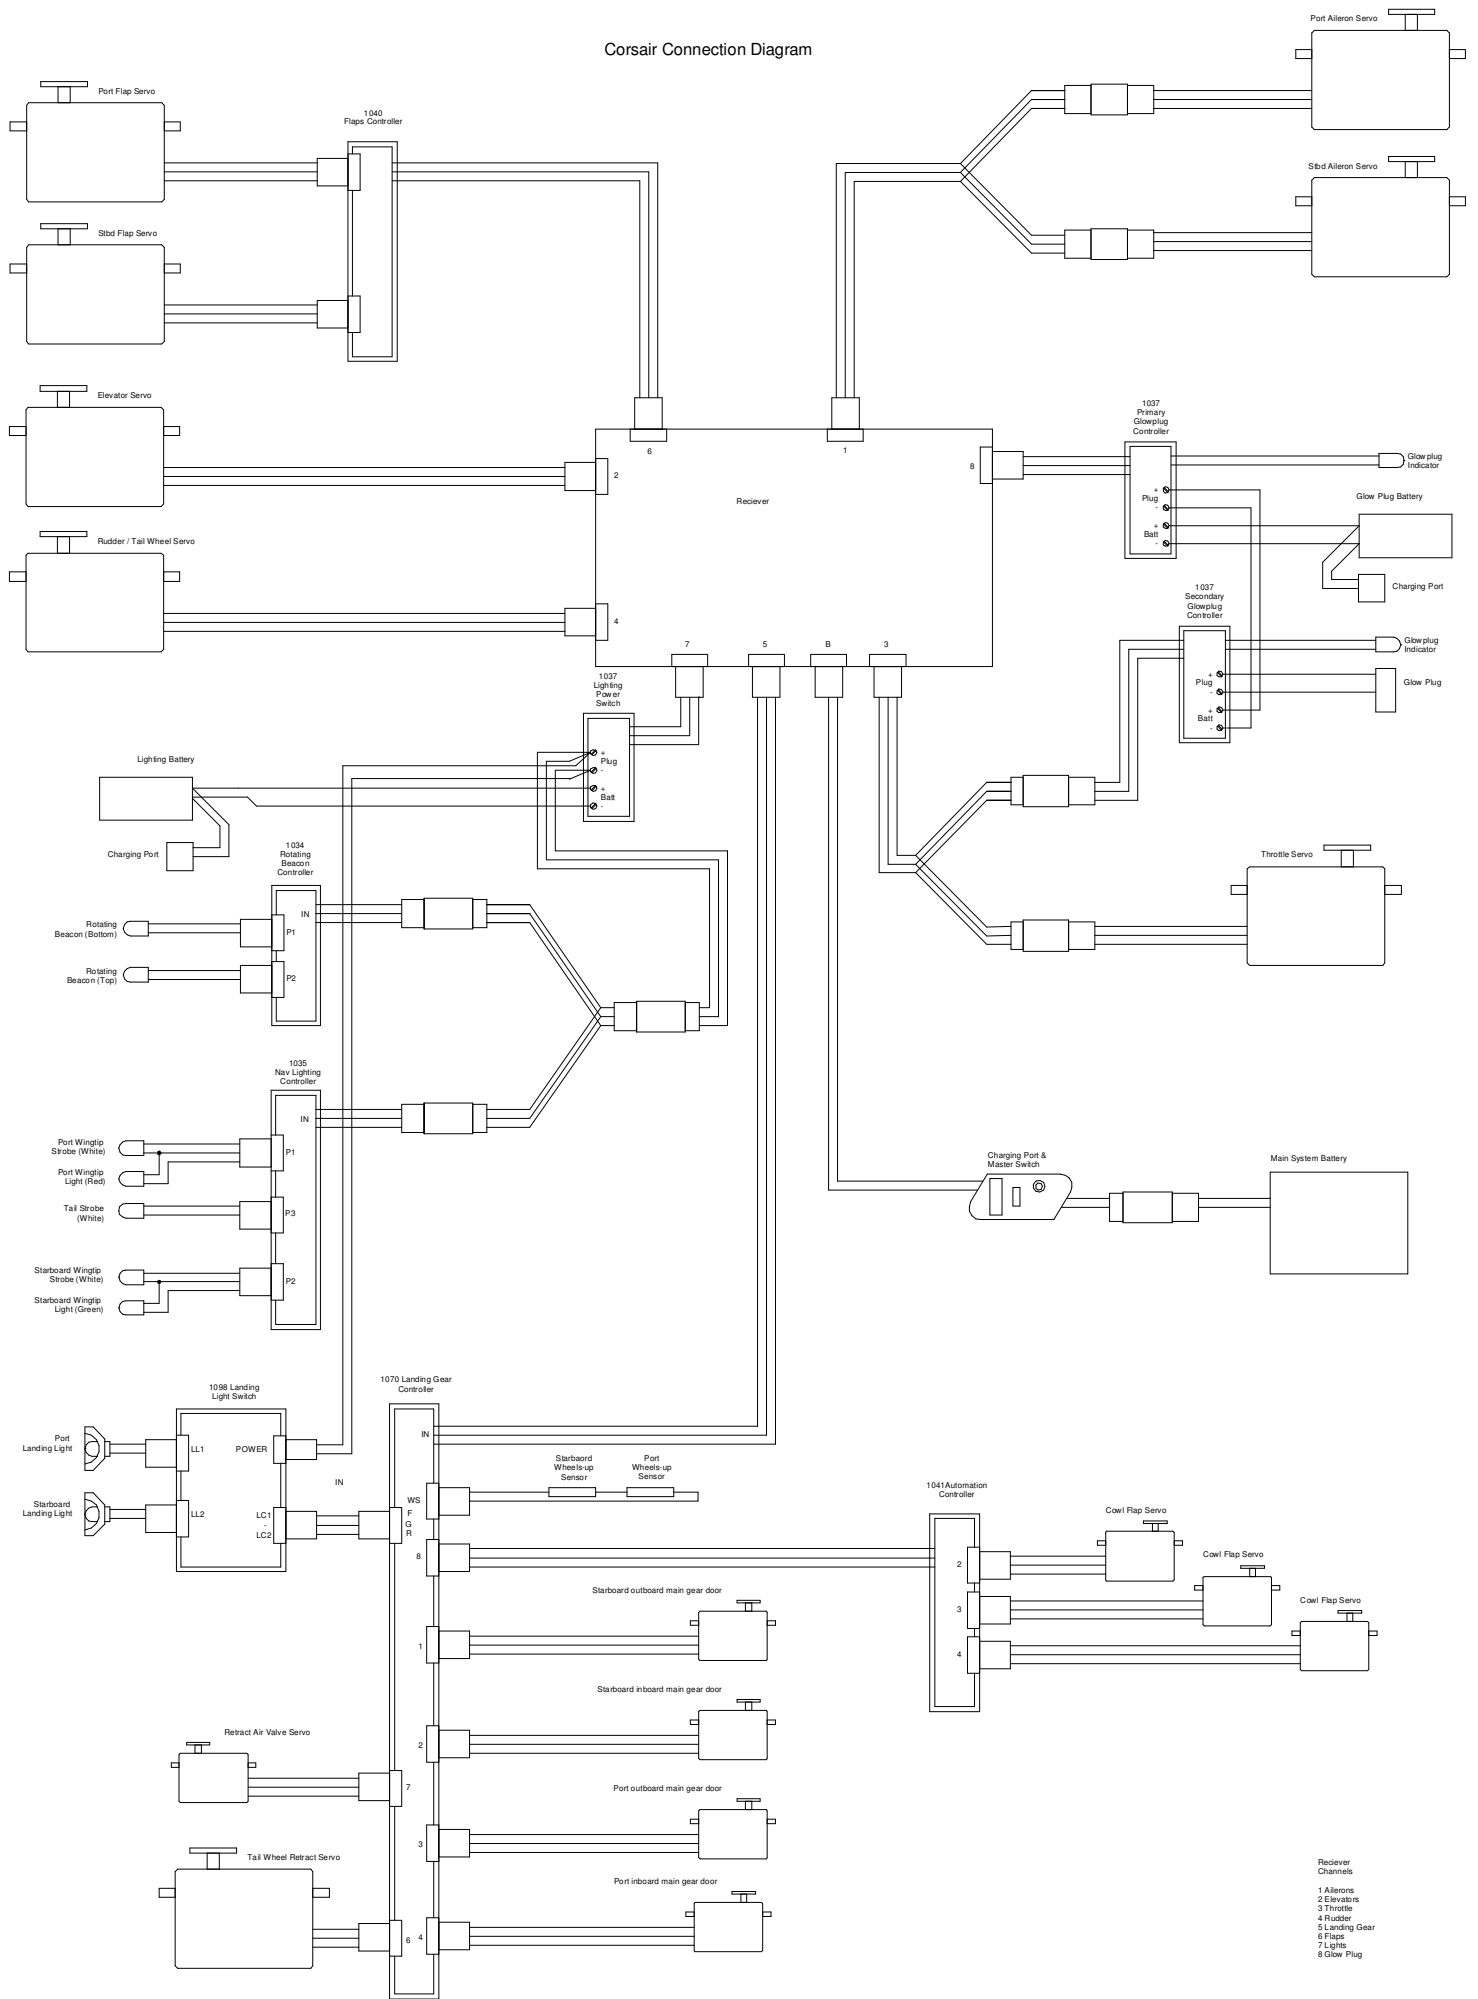 Corsair Connection Diagram
Port Aileron Servo
Port Flap Servo
1040
Flaps Controller
Stbd Aileron Servo
Stbd Flap Servo
Elevator Servo
1037
Primary
Glowplug
Controller
6
1
8
2
Reciever
Glowplug
Indicator
+
Plug
-
+
Batt
-
Glow Plug Battery
Rudder / Tail Wheel Servo
Charging Port
4
1037
Secondary
Glowplug
Controller
7
5
B
3
Glowplug
Indicator
+
Plug
-
+
Batt
-
Glow Plug
1037
Lighting
Power
Switch
+
Plug
-
+
Batt
-
Lighting Battery
Charging Port
1034
Rotating
Beacon
Controller
Throttle Servo
IN
Rotating
Beacon (Bottom)
P1
Rotating
Beacon (Top)
P2
1035
Nav Lighting
Controller
IN
Port Wingtip
Strobe (White)
P1
Port Wingtip
Light (Red)
Tail Strobe
(White)
P3
Starboard Wingtip
Strobe (White)
P2
Starboard Wingtip
Light (Green)
Charging Port &
Master Switch
Main System Battery
1098 Landing
Light Switch
1070 Landing Gear
Controller
Port
Landing Light
LL1
POWER
IN
Starbaord
Wheels-up
Sensor
Port
Wheels-up
Sensor
IN
WS
1041Automation
Controller
Starboard
Landing Light
LL2
LC1
-
LC2
F
G
R
8
Cowl Flap Servo
2
Cowl Flap Servo
3
Cowl Flap Servo
4
Starboard outboard main gear door
1
Starboard inboard main gear door
2
Retract Air Valve Servo
7
Port outboard main gear door
3
Tail Wheel Retract Servo
6
Port inboard main gear door
4
Reciever
Channels
1 Ailerons
2 Elevators
3 Throttle
4 Rudder
5 Landing Gear
6 Flaps
7 Lights
8 Glow Plug